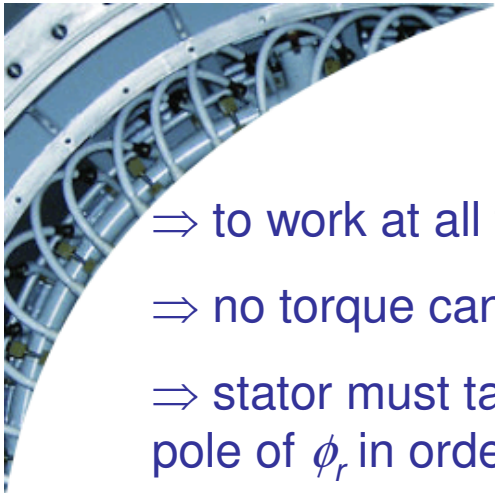 ⇒ to work at all
⇒ no torque can
⇒ stator must ta
pole of ϕr in orde